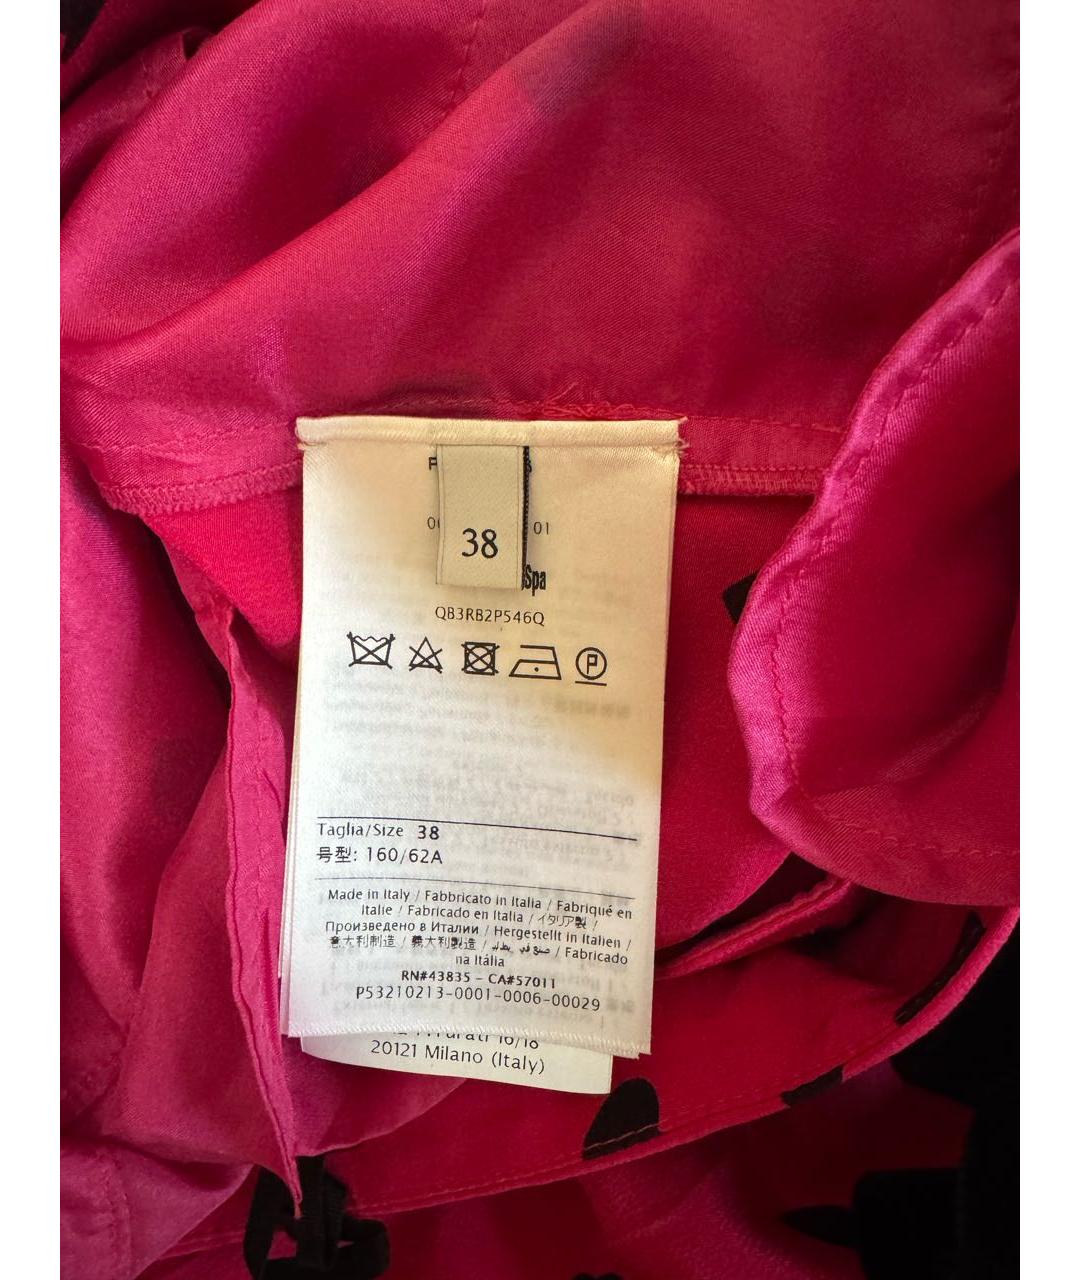 38
01
Spa
QB3RB2P546Q
P
Taglia/Size 38
号型: 160/62A
Made in Italy / Fabbricato in Italia / Fabriqué en
Italie / Fabricado en Italia / イタリア製 /
Произведено в Италии / Hergestellt in Italien /
意大利制造 / 義大利製造 / صنع في إيطاليا / Fabricado
na Itália
RN#43835 - CA#57011
P53210213-0001-0006-00029
16/18
20121 Milano (Italy)